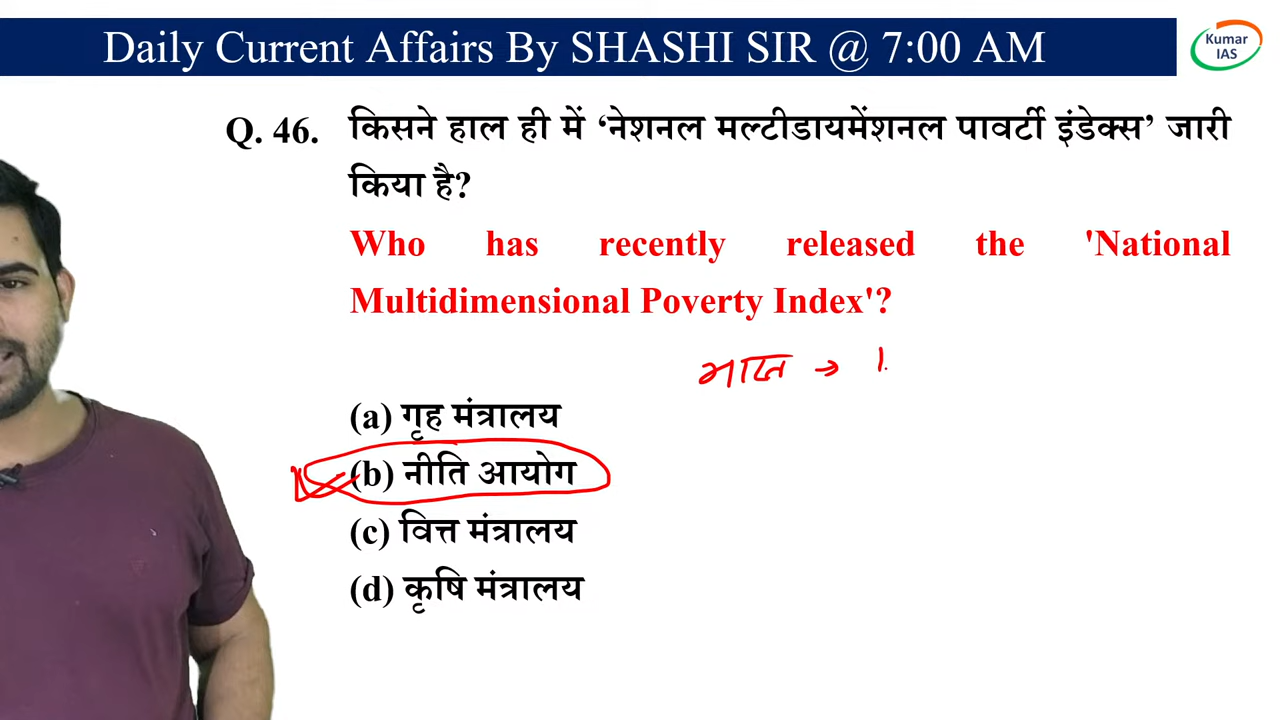 Daily Current Affairs By SHASHI SIR @ 7:00 AM
Kumar
IAS
Q. 46. किसने हाल ही में ‘नेशनल मल्टीडायमेंशनल पावर्टी इंडेक्स’ जारी
किया है?
Who has recently released the 'National
Multidimensional Poverty Index'?
भारत →
(a) गृह मंत्रालय
(b) नीति आयोग
(c) वित्त मंत्रालय
(d) कृषि मंत्रालय